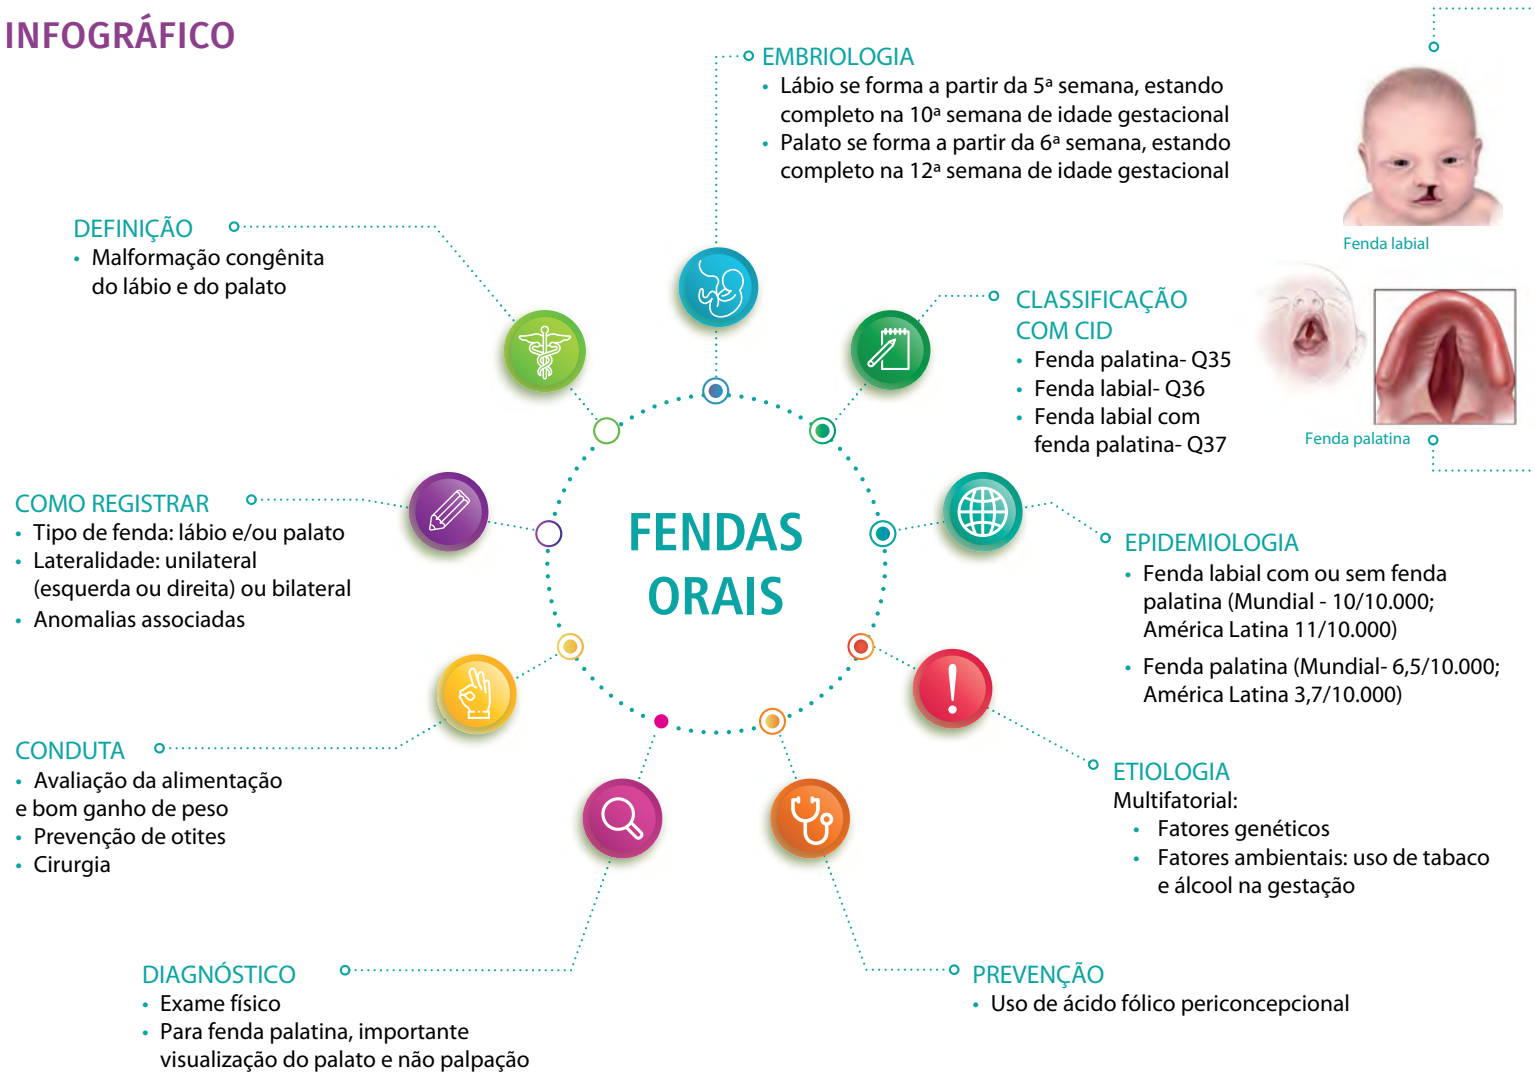 INFOGRÁFICO
EMBRIOLOGIA
• Lábio se forma a partir da 5ª semana, estando
completo na 10ª semana de idade gestacional
• Palato se forma a partir da 6ª semana, estando
completo na 12ª semana de idade gestacional
Fenda labial
DEFINIÇÃO
• Malformação congênita
do lábio e do palato
CLASSIFICAÇÃO
COM CID
• Fenda palatina- Q35
• Fenda labial- Q36
• Fenda labial com
fenda palatina- Q37
Fenda palatina
COMO REGISTRAR
• Tipo de fenda: lábio e/ou palato
• Lateralidade: unilateral
(esquerda ou direita) ou bilateral
• Anomalias associadas
FENDAS
ORAIS
EPIDEMIOLOGIA
• Fenda labial com ou sem fenda
palatina (Mundial - 10/10.000;
América Latina 11/10.000)
• Fenda palatina (Mundial- 6,5/10.000;
América Latina 3,7/10.000)
CONDUTA
• Avaliação da alimentação
e bom ganho de peso
• Prevenção de otites
• Cirurgia
ETIOLOGIA
Multifatorial:
• Fatores genéticos
• Fatores ambientais: uso de tabaco
e álcool na gestação
DIAGNÓSTICO
• Exame físico
• Para fenda palatina, importante
visualização do palato e não palpação
PREVENÇÃO
• Uso de ácido fólico periconcepcional